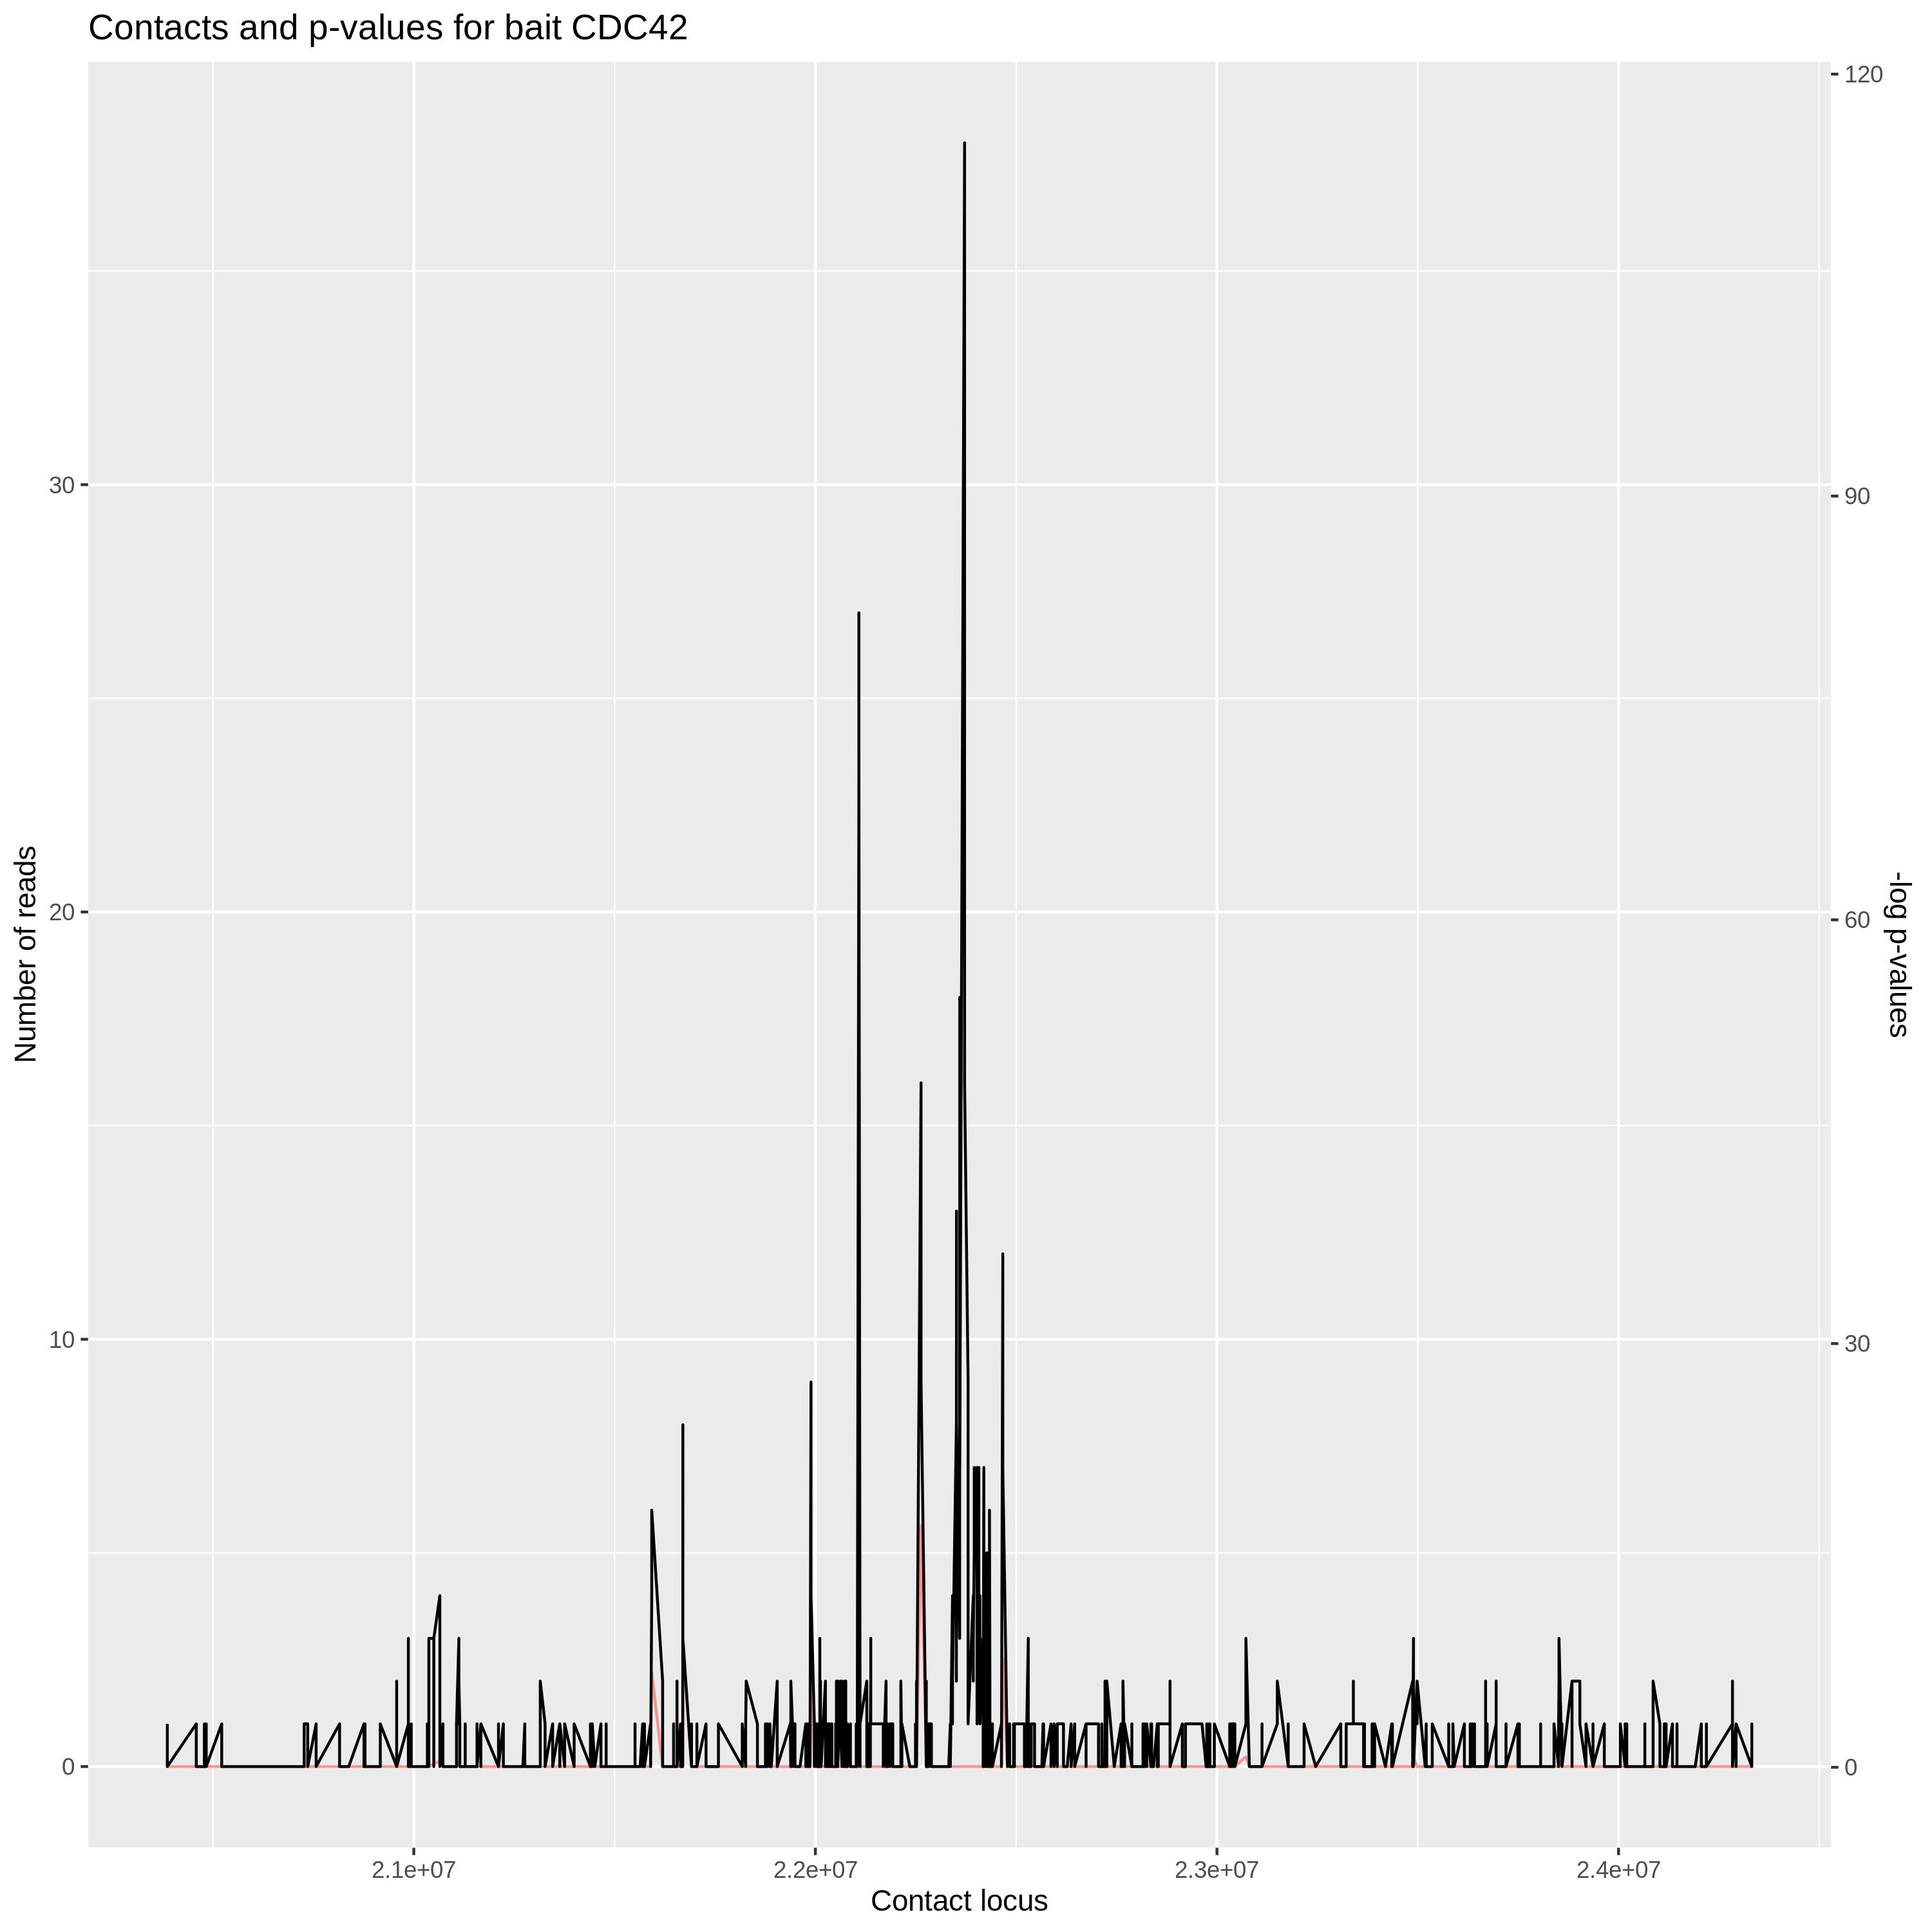 Contacts and p-values for bait CDC42
120
30
90
20
60
10
30
0
0
Number of reads
-log p-values
2.1e+07 2.2e+07 2.3e+07 2.4e+07
Contact locus